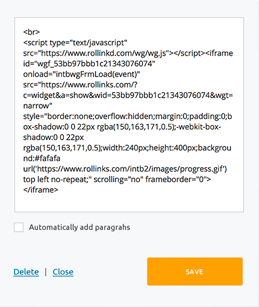 <br>
<script type="text/javascript"
src="https://www.rollinkd.com/wg/wg.js"></script><iframe
id="wgf_53bb97bbb1c21343076074"
onload="intbwgFrmLoad(event)"
src="https://www.rollinks.com/?
c=widget&a=show&wid=53bb97bbb1c21343076074&wgt=
narrow"
style="border:none;overflow:hidden;margin:0;padding:0;b
ox-shadow:0 0 22px rgba(150,163,171,0.5);-webkit-box-
shadow:0 0 22px
rgba(150,163,171,0.5);width:240px;height:400px;backgroun
d:#fafafa
url('https://www.rollinks.com/intb2/images/progress.gif')
top left no-repeat;" scrolling="no" frameborder="0">
</iframe>
Automatically add paragrahs
Delete | Close
SAVE